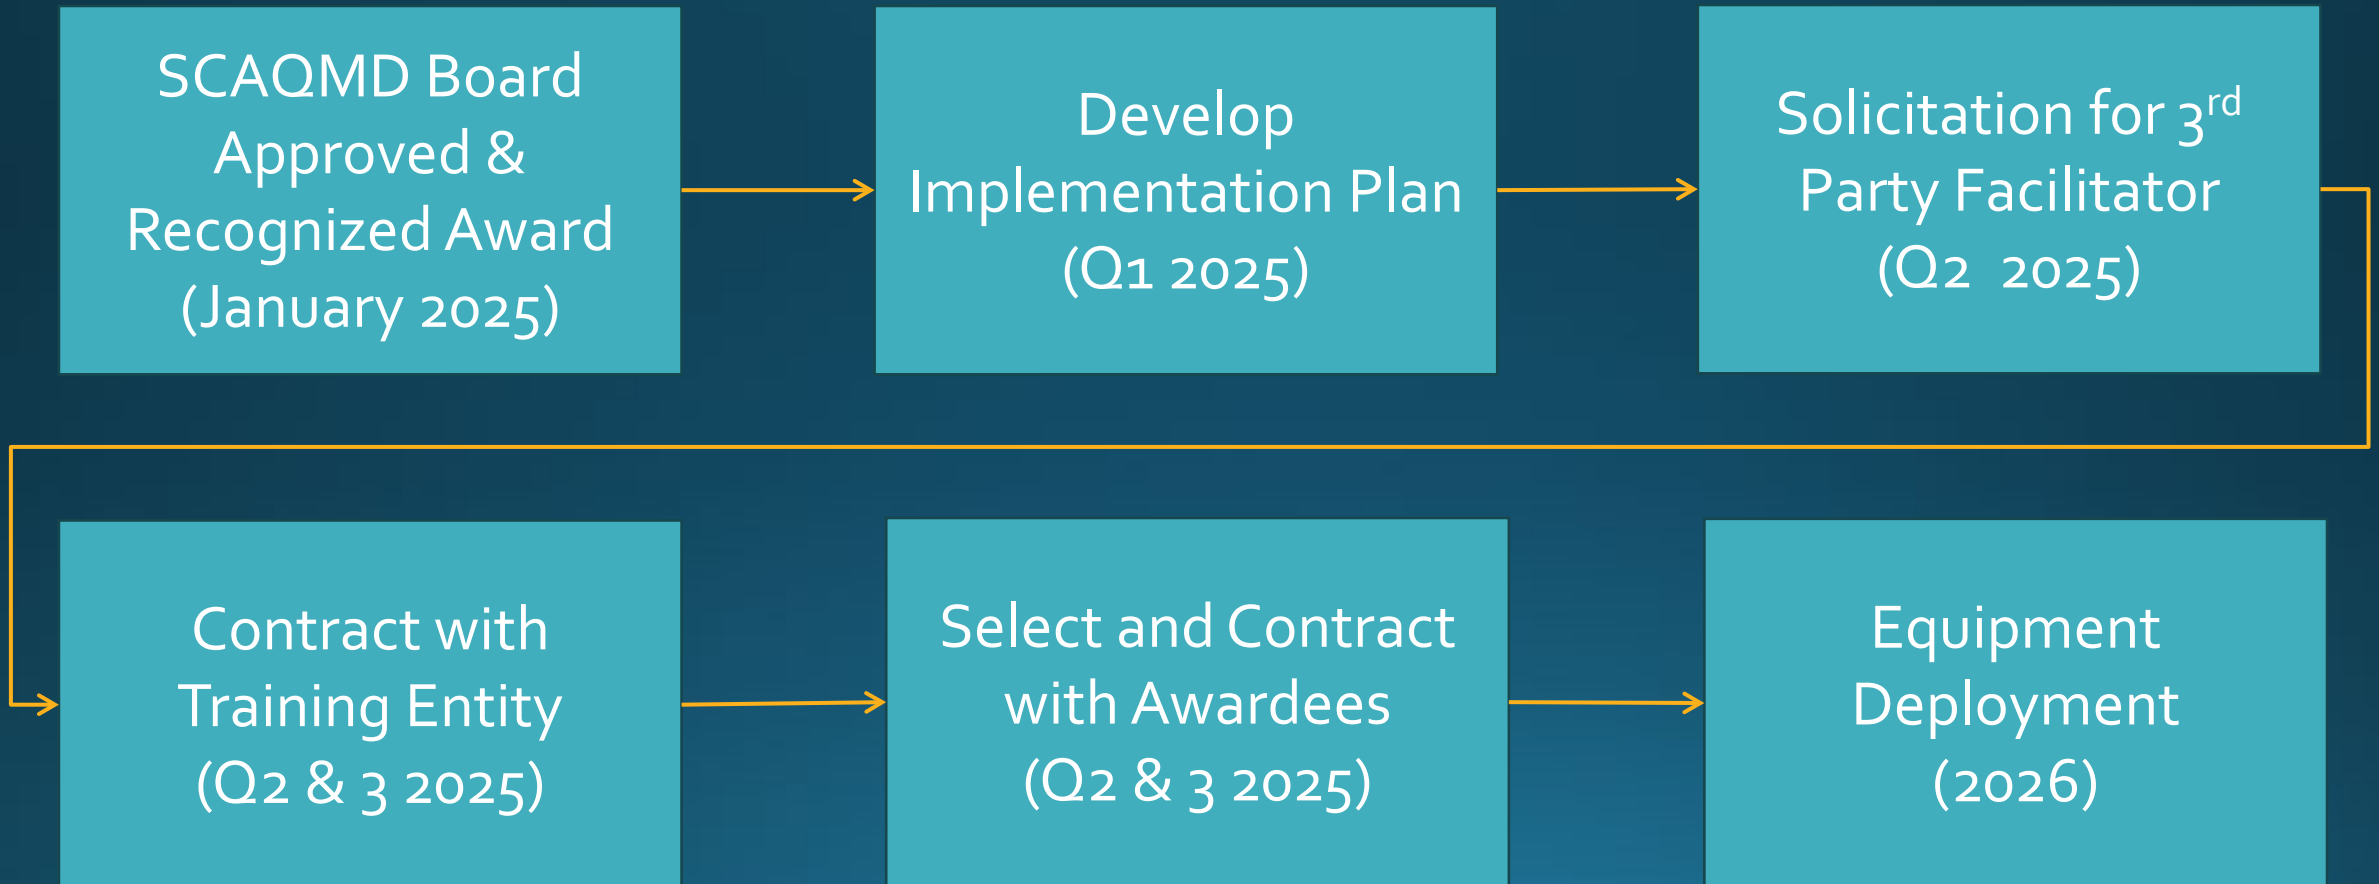 SCAQMD Board
Approved &
Recognized Award
(January 2025)
Develop
Implementation Plan
(Q1 2025)
Solicitation for 3rd
Party Facilitator
(Q2  2025)
Contract with
Training Entity
(Q2 & 3 2025)
Select and Contract
with Awardees
(Q2 & 3 2025)
Equipment
Deployment
(2026)